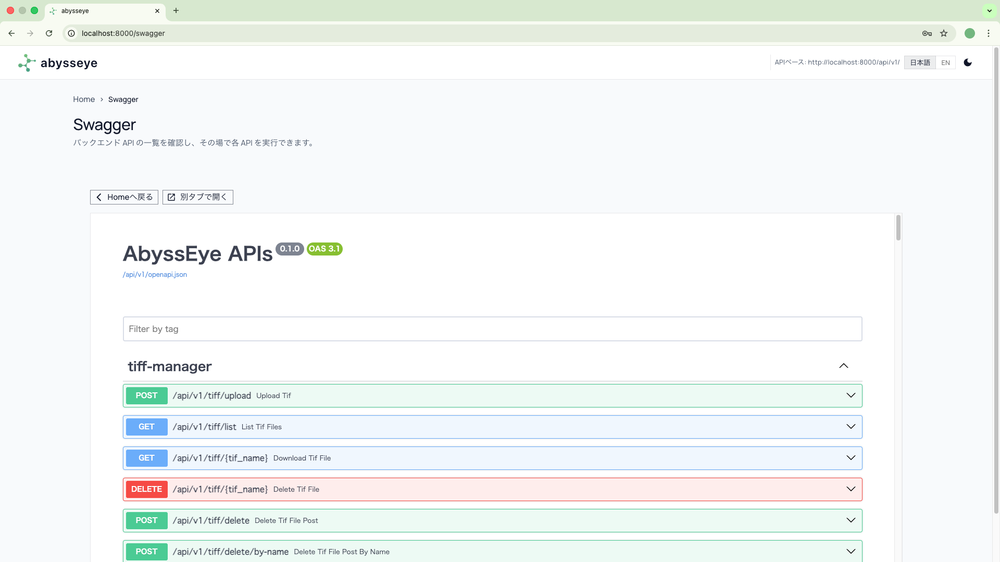 abysseye
localhost:8000/swagger
abysseye
APIベース: http://localhost:8000/api/v1/
日本語
EN
Home › Swagger
Swagger
バックエンド API の一覧を確認し、その場で各 API を実行できます。
Homeへ戻る
別タブで開く
AbyssEye APIs 0.1.0 OAS 3.1
/api/v1/openapi.json
Filter by tag
tiff-manager
POST /api/v1/tiff/upload Upload Tif
GET /api/v1/tiff/list List Tif Files
GET /api/v1/tiff/{tif_name} Download Tif File
DELETE /api/v1/tiff/{tif_name} Delete Tif File
POST /api/v1/tiff/delete Delete Tif File Post
POST /api/v1/tiff/delete/by-name Delete Tif File Post By Name